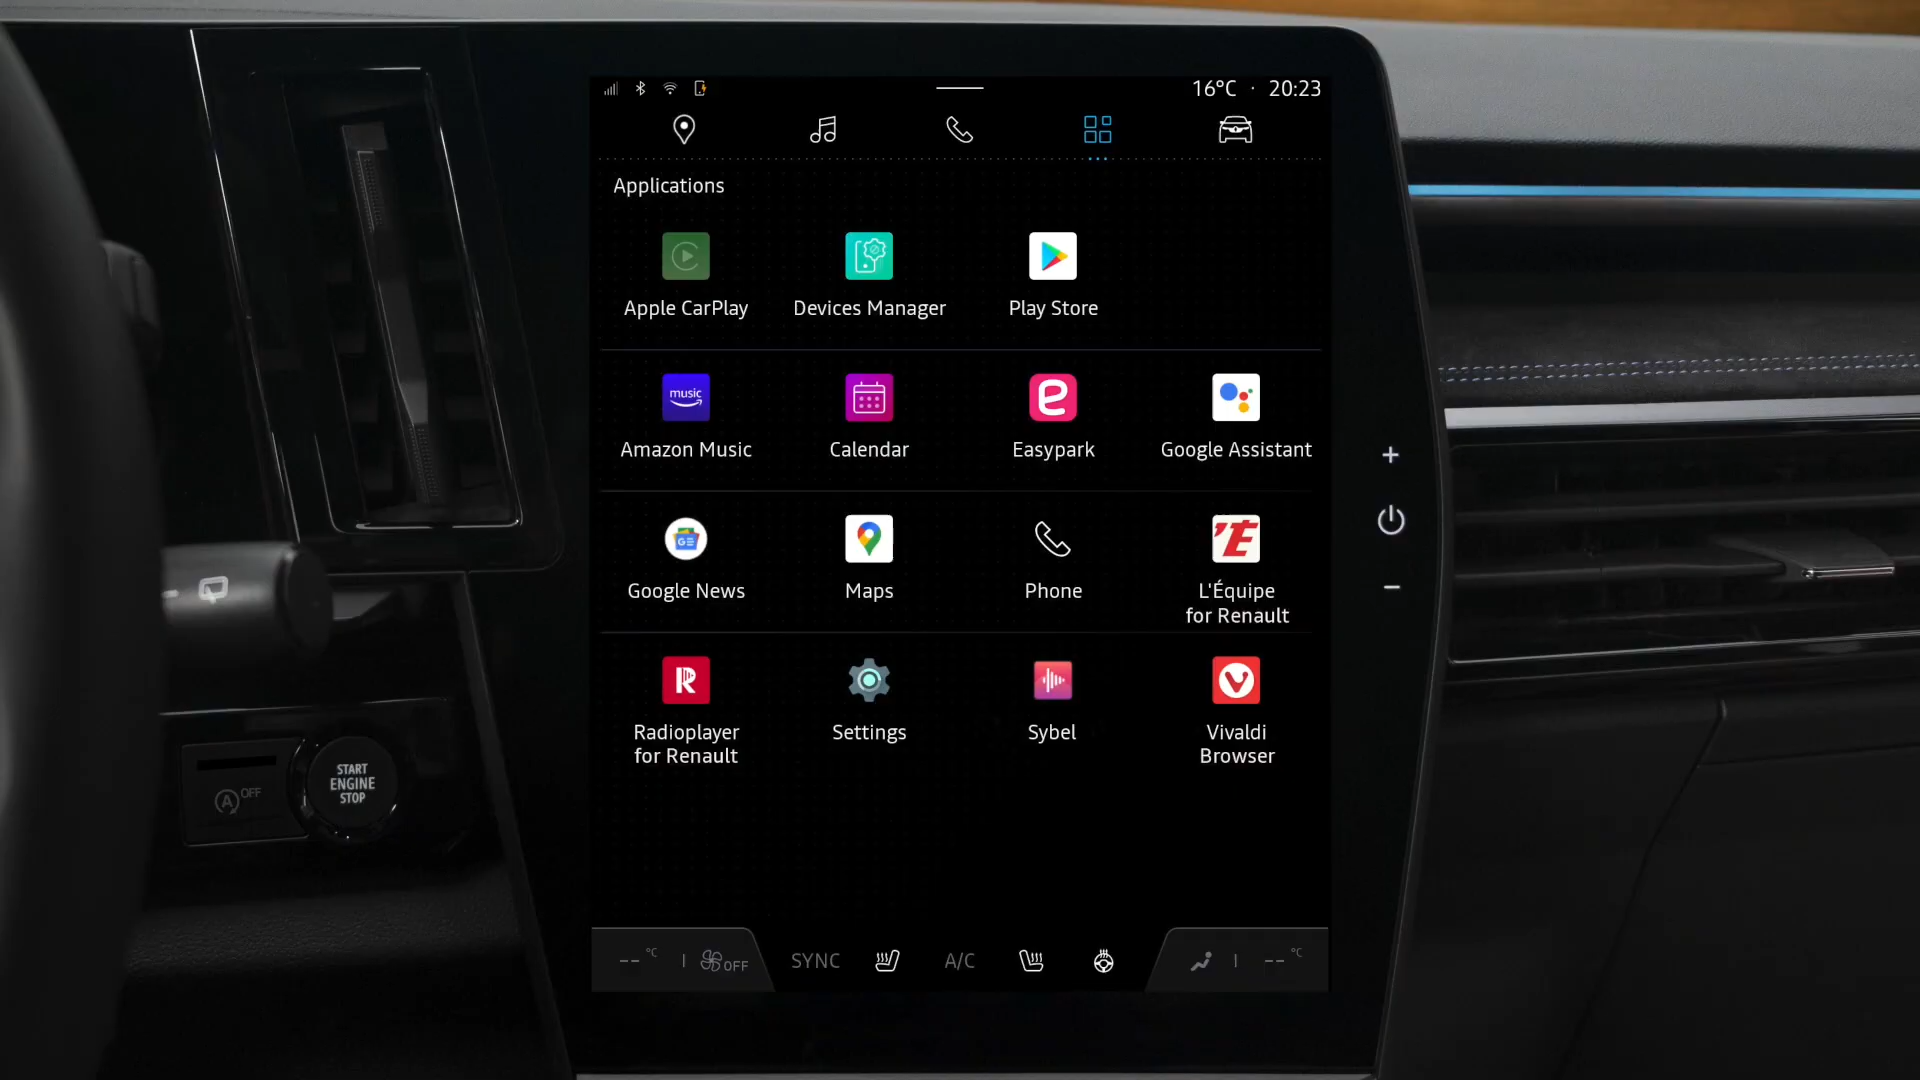 16°C · 20:23
Applications
Apple CarPlay
Devices Manager
Play Store
music
Amazon Music
Calendar
e
Easypark
Google Assistant
GE
Google News
Maps
Phone
'É
L'Équipe
for Renault
R
Radioplayer
for Renault
Settings
Sybel
Vivaldi
Browser
-- °C
OFF
SYNC
A/C
-- °C
+
−
A OFF
START
ENGINE
STOP